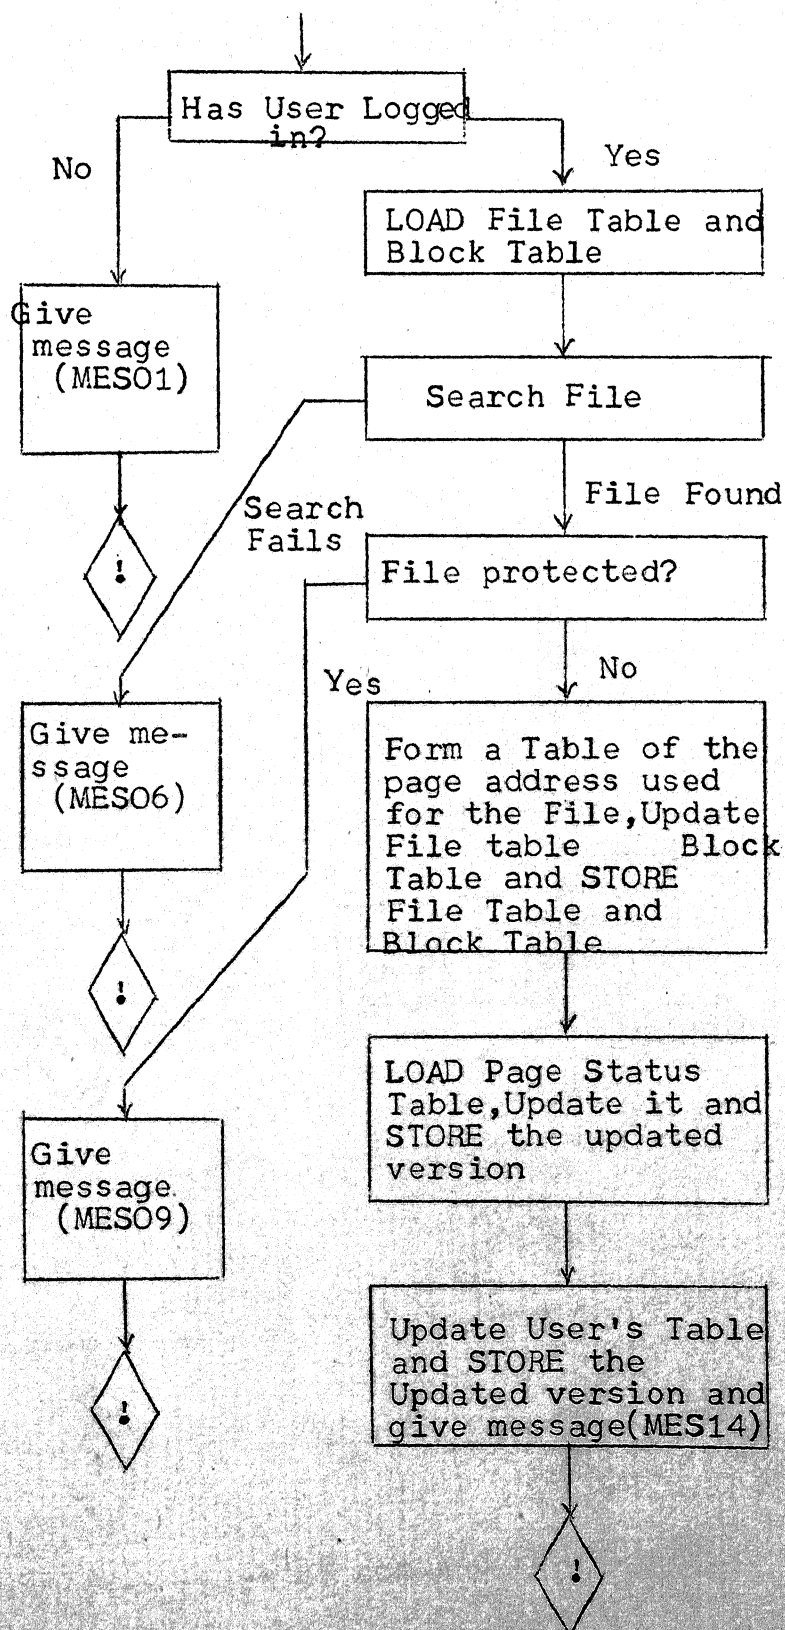 Has User Logged
in?
No
Yes
LOAD File Table and
Block Table
Give
message
(MESO1)
Search File
File Found
Search
Fails
!
File protected?
Yes
No
Give me-
ssage
(MESO6)
Form a Table of the
page address used
for the File,Update
File table Block
Table and STORE
File Table and
Block Table
!
LOAD Page Status
Table,Update it and
STORE the updated
version
Give
message.
(MESO9)
Update User's Table
and STORE the
Updated version and
give message(MES14)
!
!